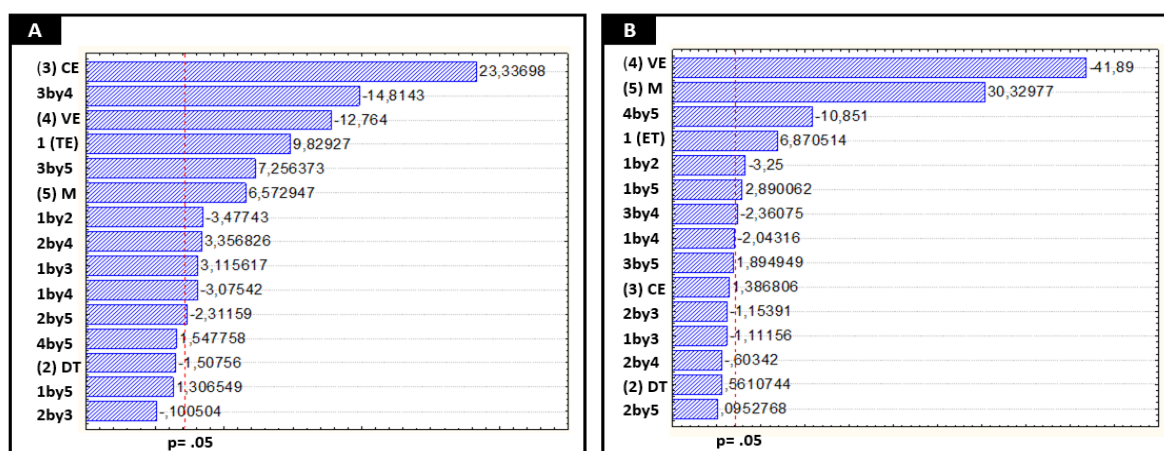 A
(3) CE 23,33698
3by4 -14,8143
(4) VE -12,764
1 (TE) 9,82927
3by5 7,256373
(5) M 6,572947
1by2 -3,47743
2by4 3,356826
1by3 3,115617
1by4 -3,07542
2by5 -2,31159
4by5 1,547758
(2) DT -1,50756
1by5 1,306549
2by3 -,100504
p= .05
B
(4) VE -41,89
(5) M 30,32977
4by5 -10,851
1 (ET) 6,870514
1by2 -3,25
1by5 2,890062
3by4 -2,36075
1by4 -2,04316
3by5 1,894949
(3) CE 1,386806
2by3 -1,15391
1by3 -1,11156
2by4 -,60342
(2) DT ,5610744
2by5 ,0952768
p= .05